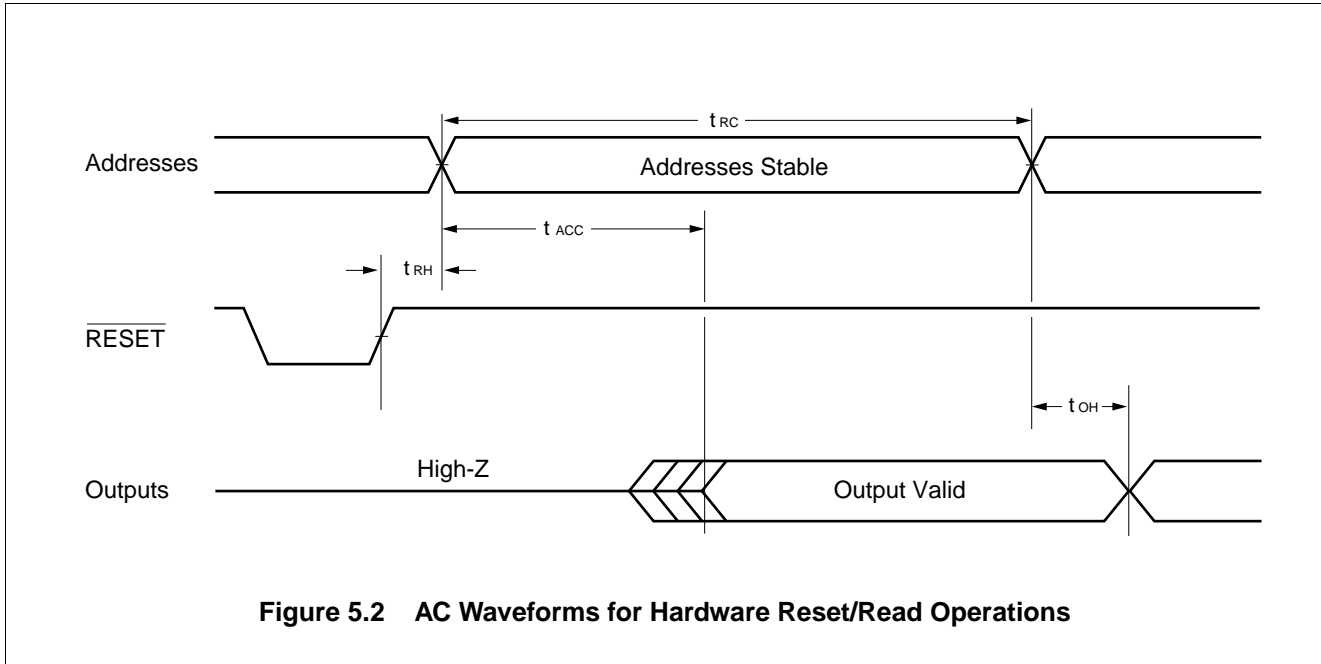 t RC
Addresses
Addresses Stable
t ACC
t RH
RESET
t OH
High-Z
Outputs
Output Valid
Figure 5.2 AC Waveforms for Hardware Reset/Read Operations